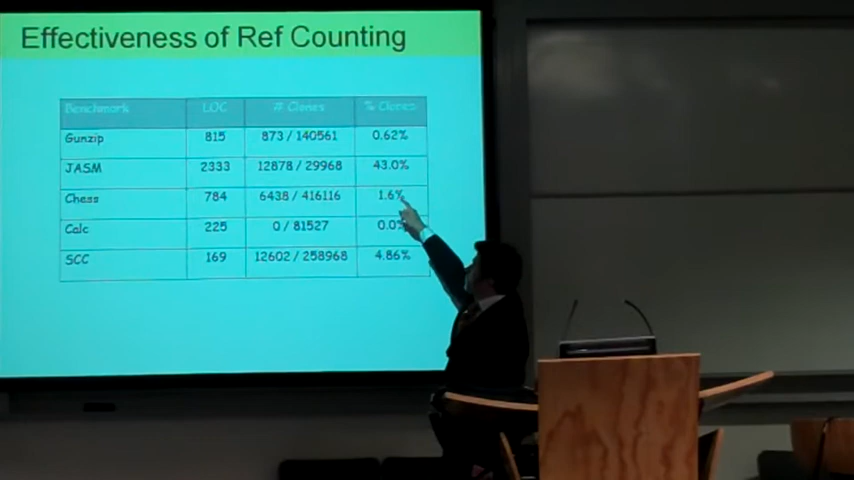 Effectiveness of Ref Counting
Benchmark LOC # Clones % Clones
Gunzip 815 873 / 140561 0.62%
JASM 2333 12878 / 29968 43.0%
Chess 784 6438 / 416116 1.6%
Calc 225 0 / 81527 0.0%
SCC 169 12602 / 258968 4.86%